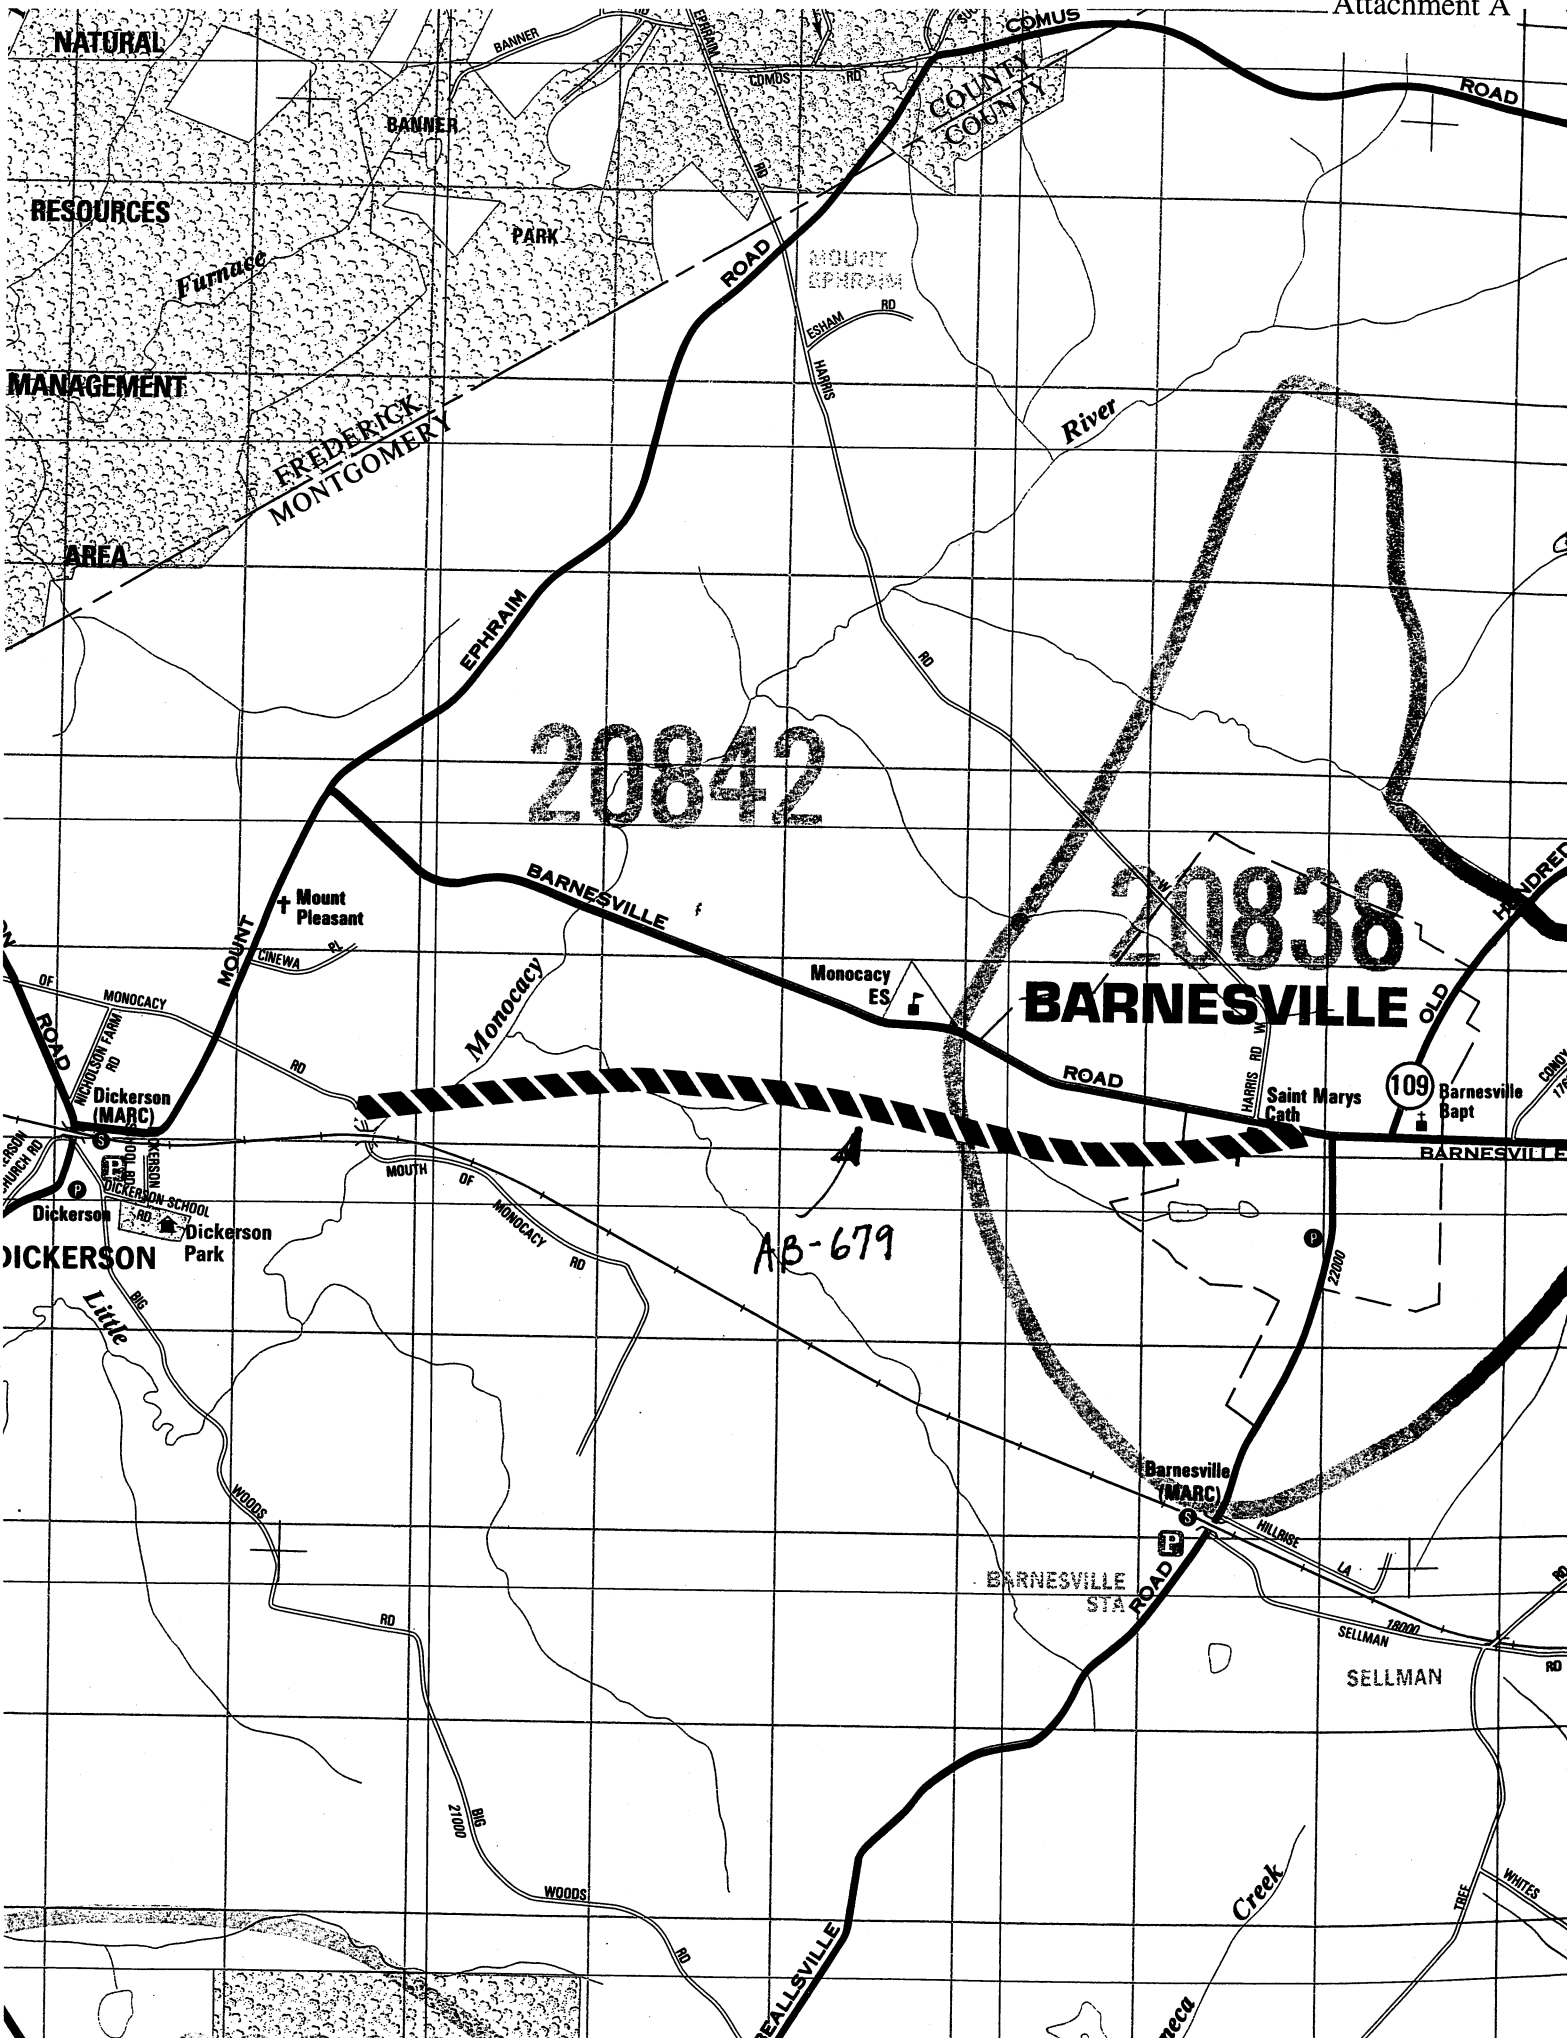 Attachment A
NATURAL
BANNER
EPHRAIM
COMUS
COMUS
RD
ROAD
COUNTY
COUNTY
BANNER
RD
RESOURCES
PARK
Furnace
ROAD
MOUNT
EPHRAIM
ESHAM
RD
HARRIS
MANAGEMENT
FREDERICK
MONTGOMERY
River
AREA
EPHRAIM
RD
20842
20838
BARNESVILLE
Mount
Pleasant
MOUNT
CINEWA
PL
W
HUNDRED
Monocacy
ES
BARNESVILLE
OLD
OF
MONOCACY
ROAD
NICHOLSON FARM
RD
RD
Monocacy
Dickerson
(MARC)
S
ROAD
HARRIS RD W
Saint Marys
Cath
109
Barnesville
Bapt
BARNESVILLE
CHURCH RD
P
P
DICKERSON SCHOOL
RD
Dickerson
Dickerson
Park
DICKERSON
MOUTH
OF
MONOCACY
RD
AB-679
P
22000
Little
BIG
WOODS
RD
Barnesville
(MARC)
S
P
HILLRISE
LA
BARNESVILLE
STA
ROAD
18000
SELLMAN
RD
RD
SELLMAN
BIG
21000
WOODS
RD
TREE
WHITES
Creek
BEALLSVILLE
neca